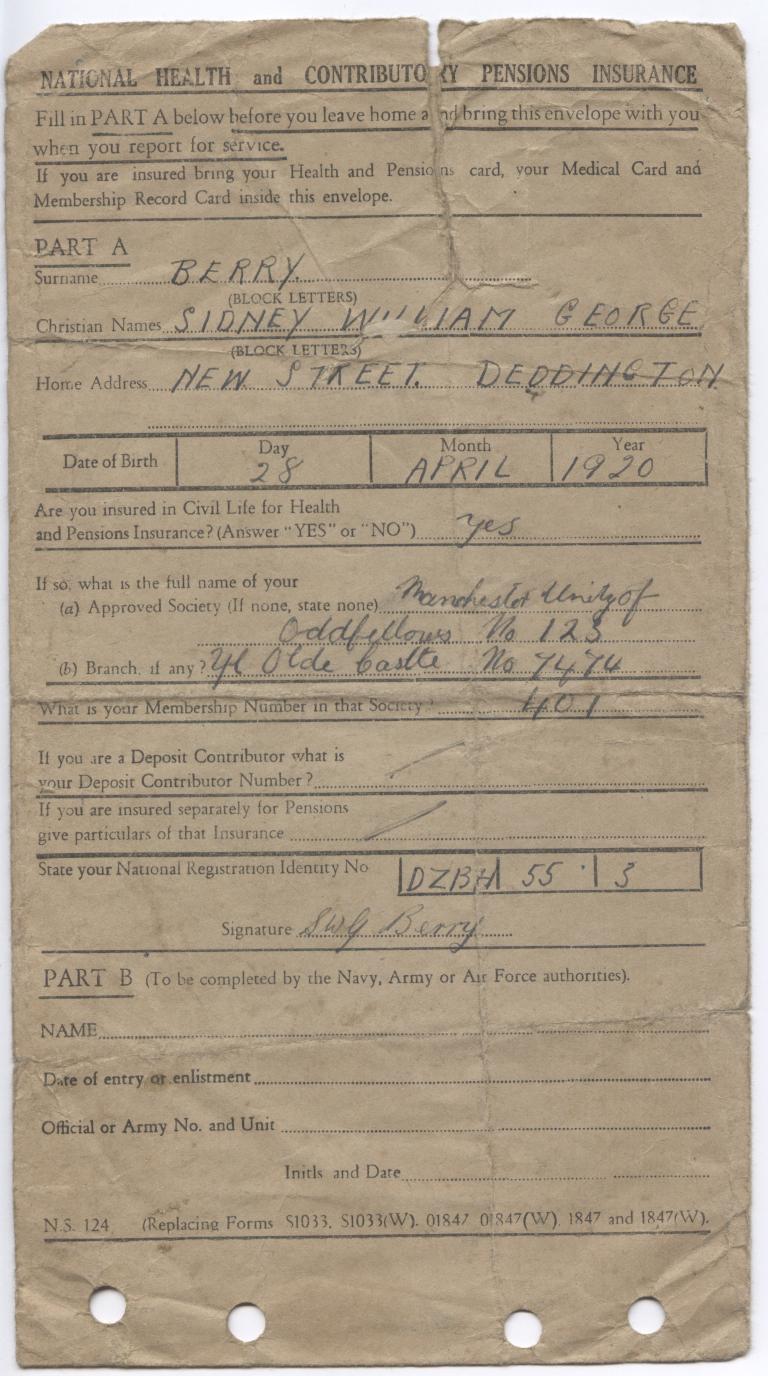 NATIONAL HEALTH and CONTRIBUTORY PENSIONS INSURANCE
Fill in PART A below before you leave home and bring this envelope with you
when you report for service.
If you are insured bring your Health and Pensions card, your Medical Card and
Membership Record Card inside this envelope.
PART A
Surname BERRY.
(BLOCK LETTERS)
Christian Names SIDNEY WILLIAM GEORGE
(BLOCK LETTERS)
Home Address NEW STREET. DEDDINGTON
Day Month Year
Date of Birth 28 APRIL 1920
Are you insured in Civil Life for Health
and Pensions Insurance? (Answer "YES" or "NO") yes
If so, what is the full name of your
(a) Approved Society (If none, state none) Manchester Unity of
Oddfellows No 123
(b) Branch, if any? Ye Olde Castle No 7474
What is your Membership Number in that Society? 401
If you are a Deposit Contributor what is
your Deposit Contributor Number?
If you are insured separately for Pensions
give particulars of that Insurance
State your National Registration Identity No DZBH 55 3
Signature SWG Berry
PART B (To be completed by the Navy, Army or Air Force authorities).
NAME
Date of entry or enlistment
Official or Army No. and Unit
Initls and Date
N.S. 124 (Replacing Forms S1033, S1033(W), 01847, 01847(W), 1847 and 1847(W).